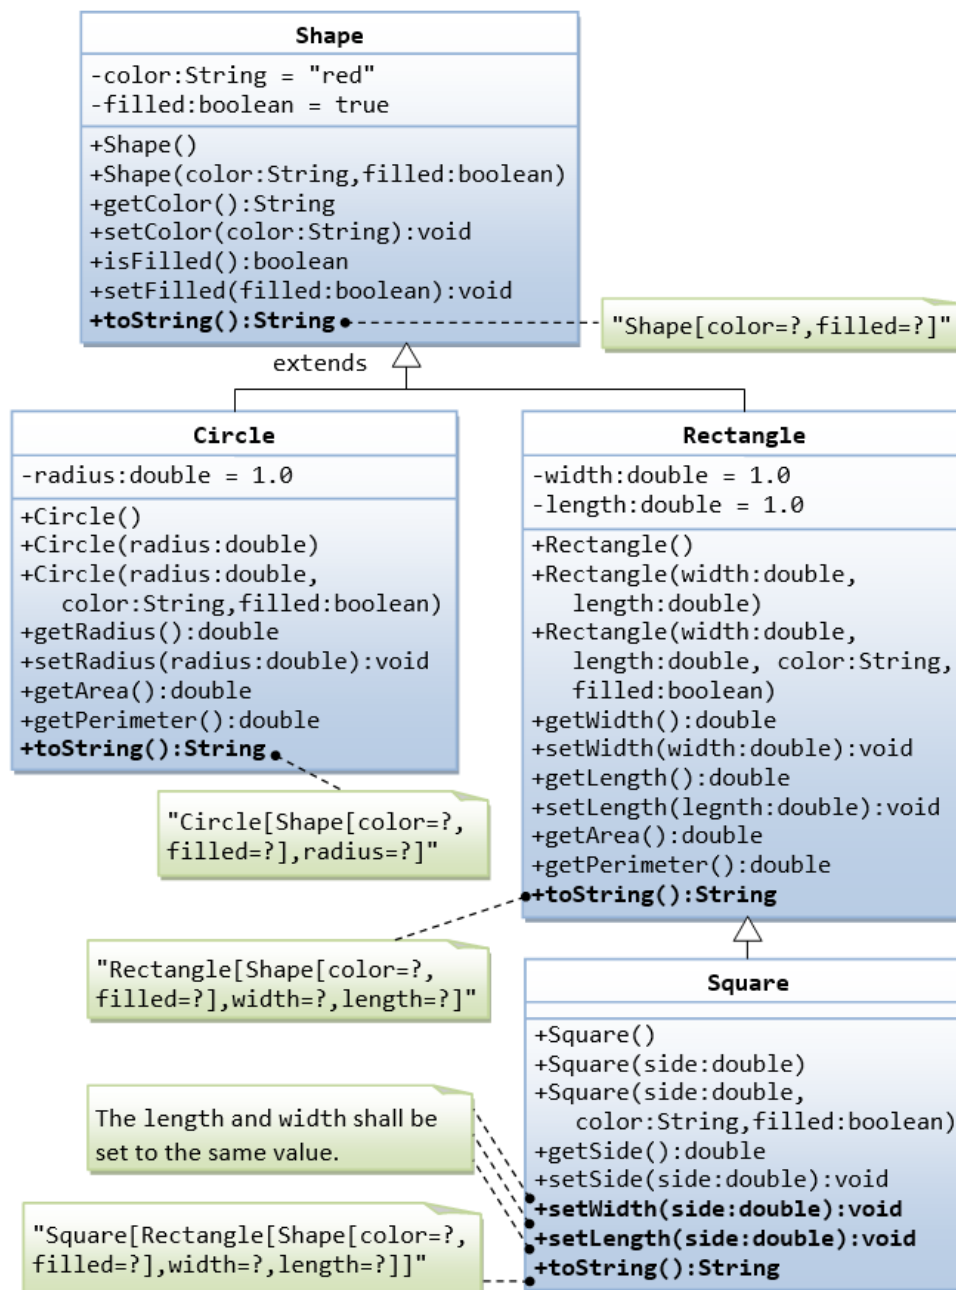 Shape
-color:String = "red"
-filled:boolean = true
+Shape()
+Shape(color:String,filled:boolean)
+getColor():String
+setColor(color:String):void
+isFilled():boolean
+setFilled(filled:boolean):void
+toString():String
"Shape[color=?,filled=?]"
extends
Circle
-radius:double = 1.0
+Circle()
+Circle(radius:double)
+Circle(radius:double,
color:String,filled:boolean)
+getRadius():double
+setRadius(radius:double):void
+getArea():double
+getPerimeter():double
+toString():String
"Circle[Shape[color=?,
filled=?],radius=?]"
Rectangle
-width:double = 1.0
-length:double = 1.0
+Rectangle()
+Rectangle(width:double,
length:double)
+Rectangle(width:double,
length:double, color:String,
filled:boolean)
+getWidth():double
+setWidth(width:double):void
+getLength():double
+setLength(legnth:double):void
+getArea():double
+getPerimeter():double
+toString():String
"Rectangle[Shape[color=?,
filled=?],width=?,length=?]"
Square
+Square()
+Square(side:double)
+Square(side:double,
color:String,filled:boolean)
+getSide():double
+setSide(side:double):void
+setWidth(side:double):void
+setLength(side:double):void
+toString():String
The length and width shall be
set to the same value.
"Square[Rectangle[Shape[color=?,
filled=?],width=?,length=?]]"